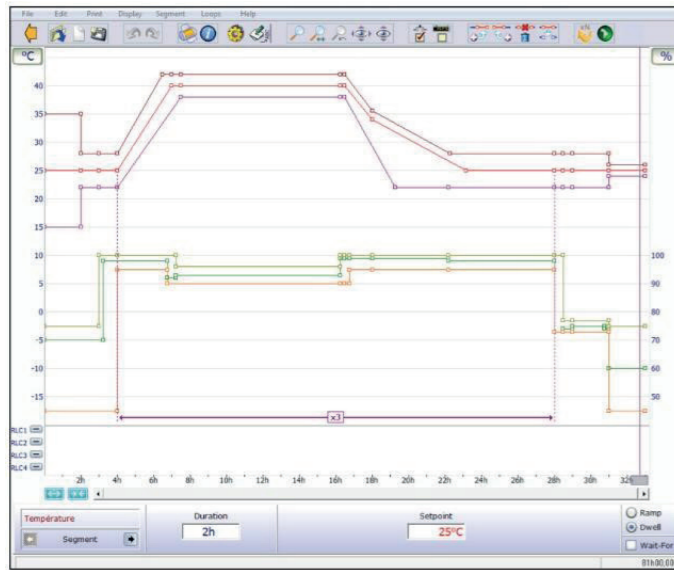 File Edit Print Display Segment Loops Help
°C %
40
35
30
25
20
15
10 100
5 90
0 80
-5 70
-10 60
-15 50
x3
RLC1
RLC2
RLC3
RLC4
2h 4h 6h 8h 10h 12h 14h 16h 18h 20h 22h 24h 26h 28h 30h 32h
Température Duration Setpoint Ramp
2h 25°C Dwell
Segment Wait-For